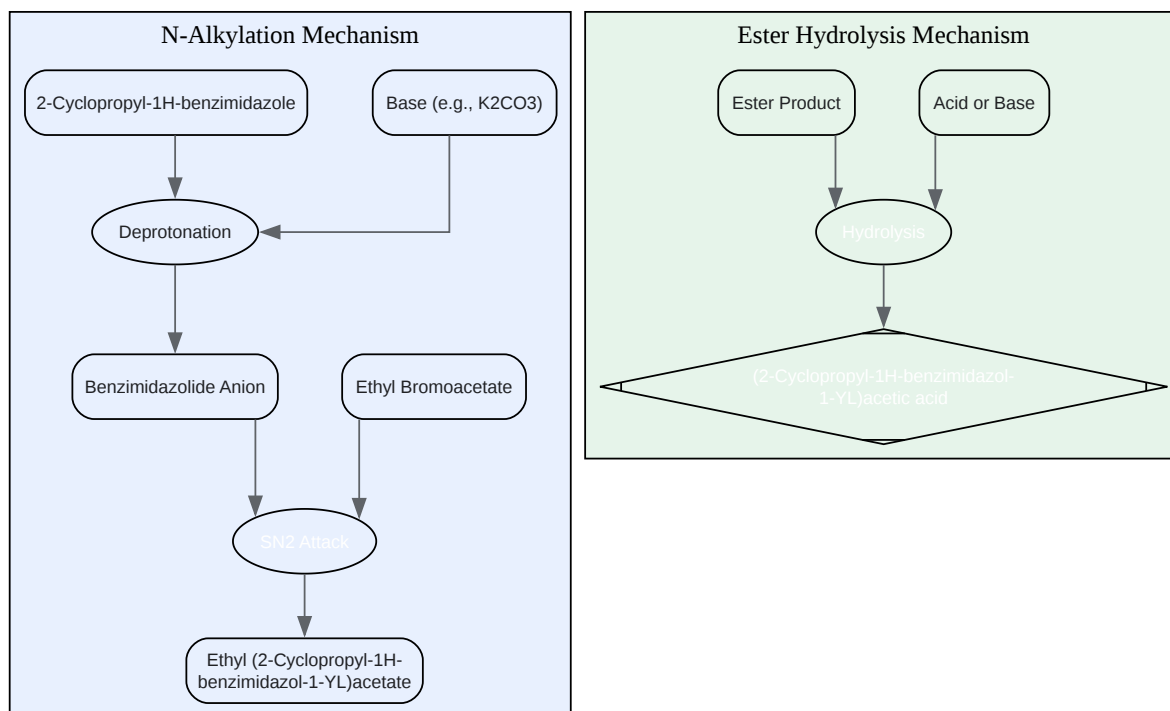 N-Alkylation Mechanism
2-Cyclopropyl-1H-benzimidazole
Base (e.g., K2CO3)
Deprotonation
Benzimidazolide Anion
Ethyl Bromoacetate
SN2 Attack
Ethyl (2-Cyclopropyl-1H-
benzimidazol-1-YL)acetate
Ester Hydrolysis Mechanism
Ester Product
Acid or Base
Hydrolysis
(2-Cyclopropyl-1H-benzimidazol-
1-YL)acetic acid